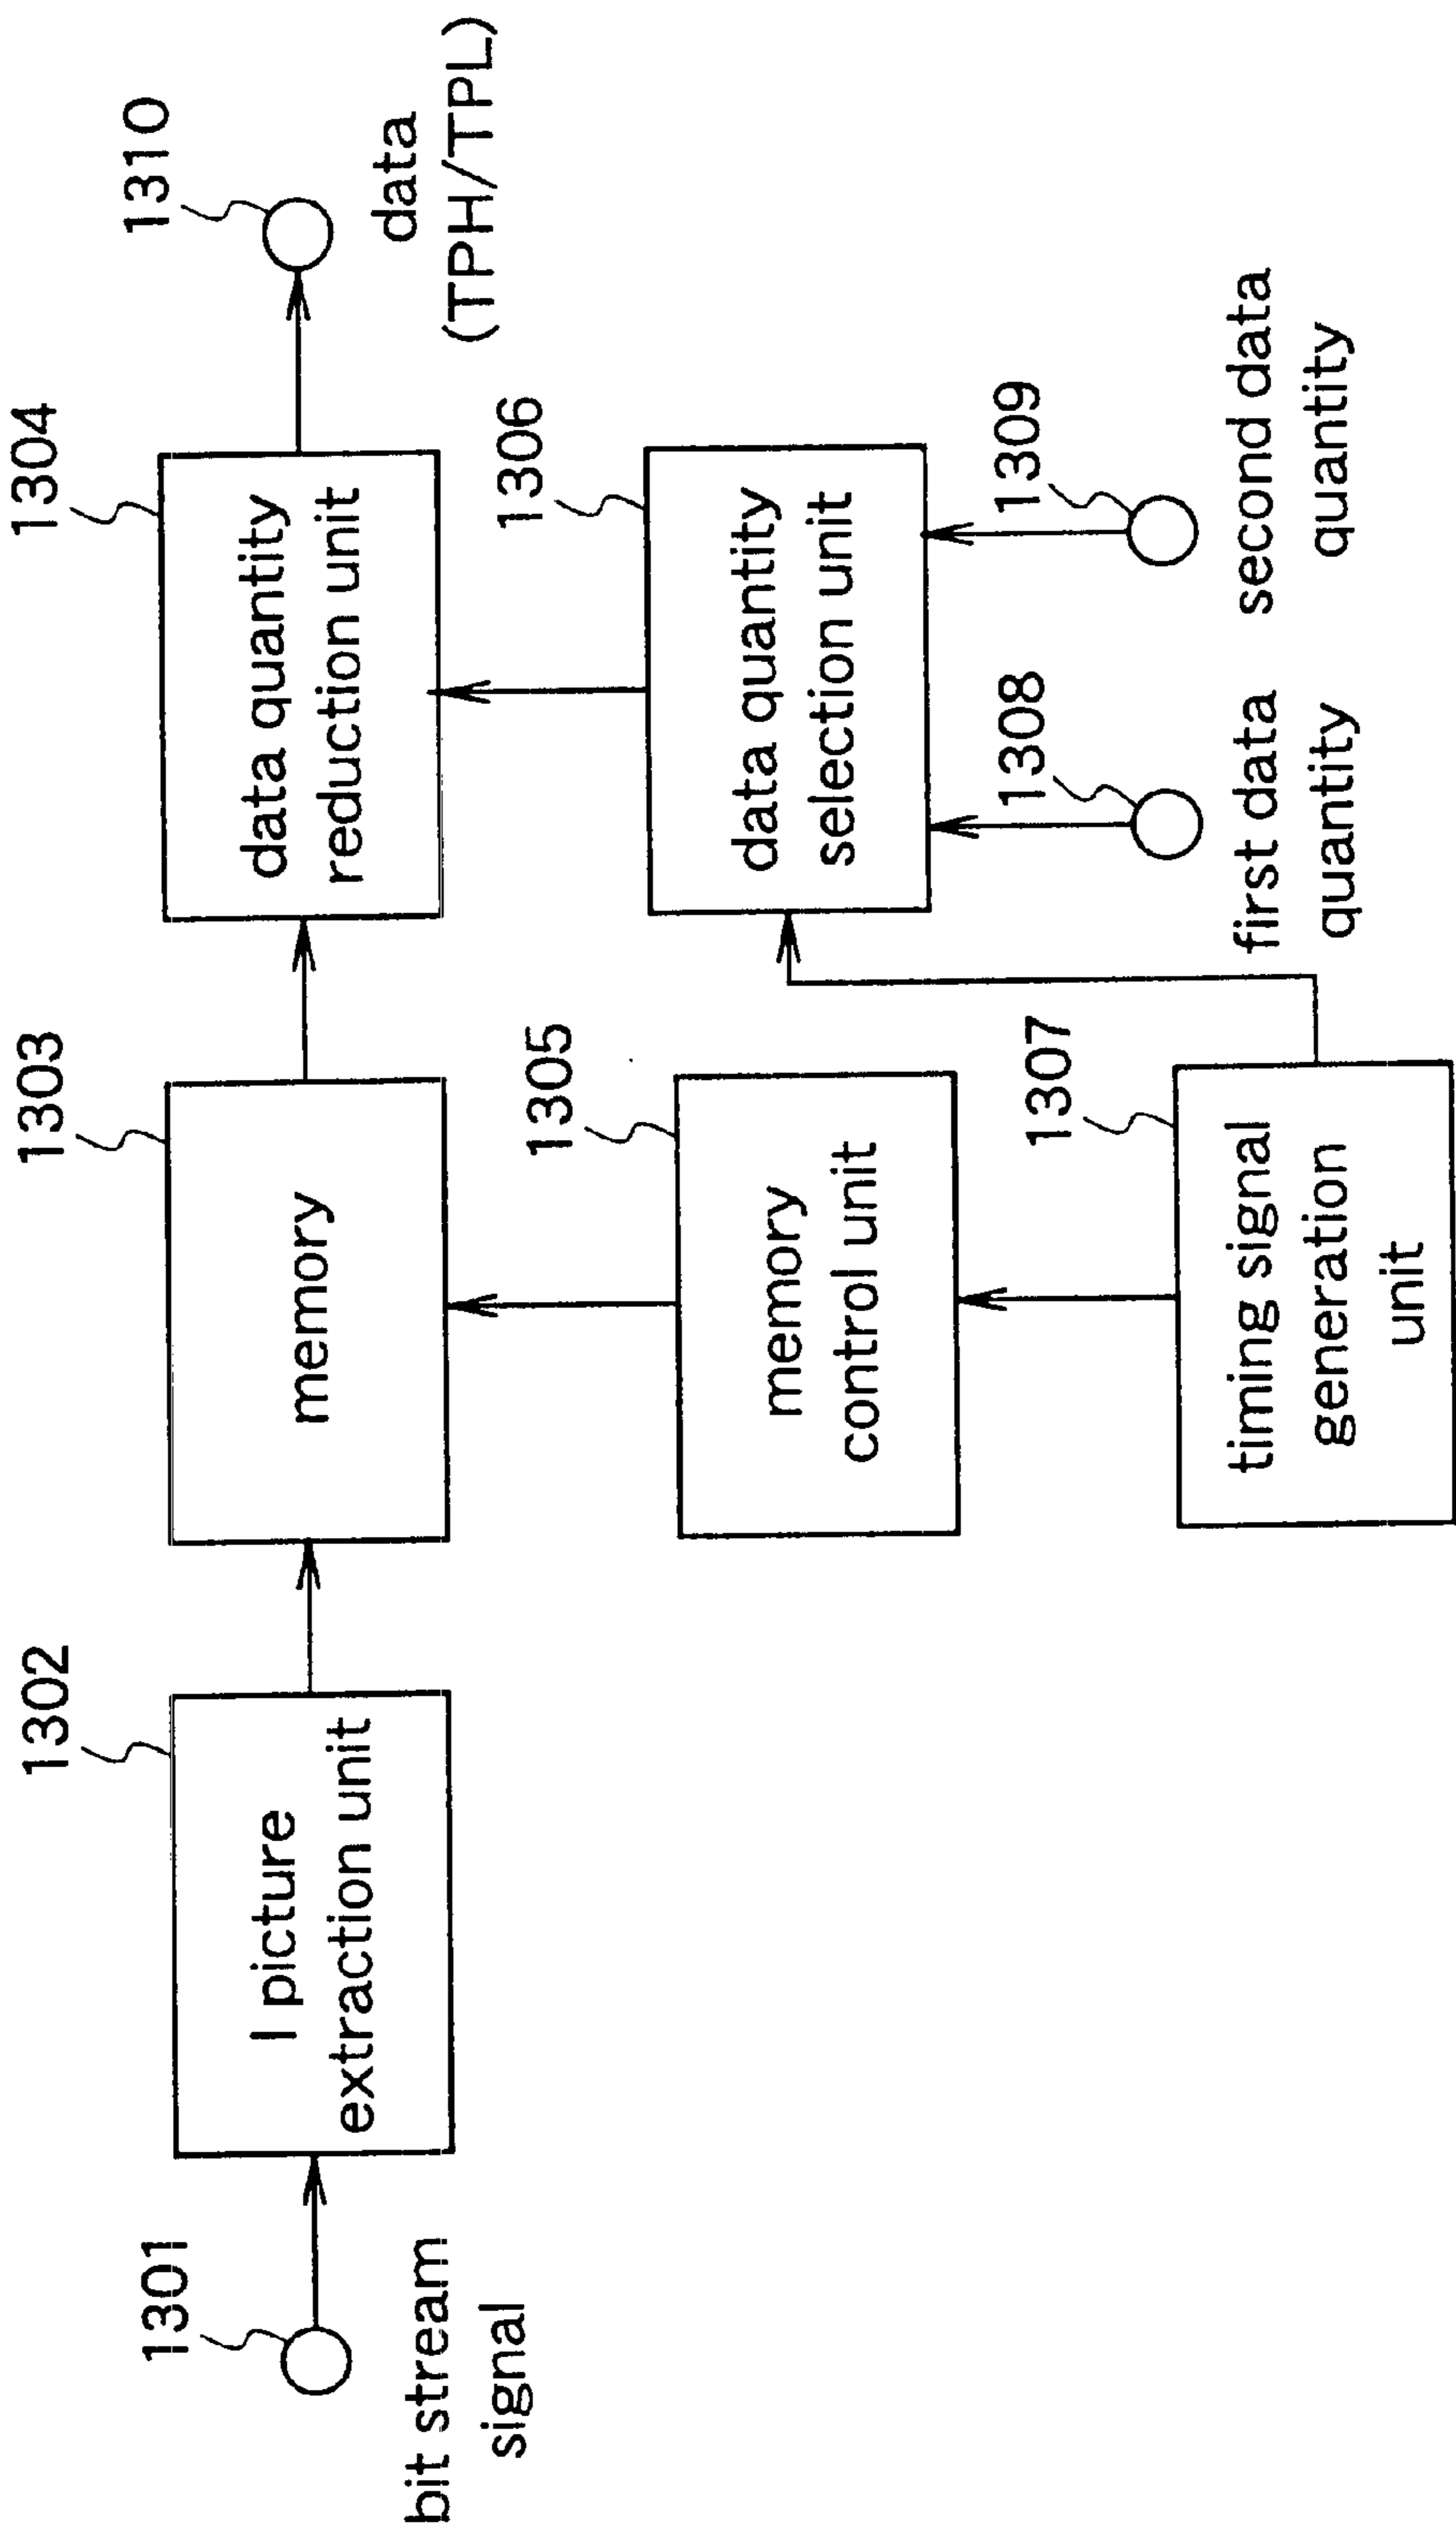 1301
bit stream
signal
1302
I picture
extraction unit
1303
memory
1304
data quantity
reduction unit
1310
data
(TPH/TPL)
1305
memory
control unit
1306
data quantity
selection unit
1307
timing signal
generation
unit
1308
first data
quantity
1309
second data
quantity